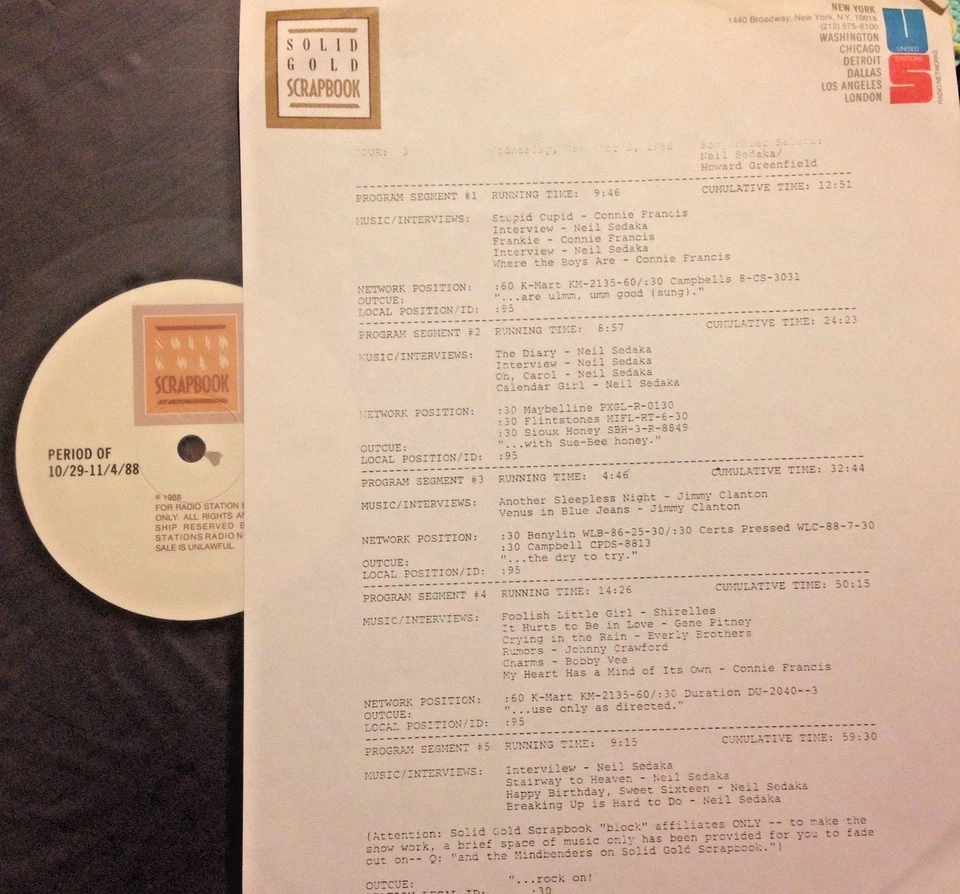 SOLID
GOLD
SCRAPBOOK
NEW YORK
1440 Broadway, New York, N.Y. 10018
(212) 575-6100
WASHINGTON
CHICAGO
DETROIT
DALLAS
LOS ANGELES
LONDON
U
UNITED
STATIONS
S
RADIO NETWORKS
HOUR: 3 Wednesday, November 2, 1988
Neil Sedaka/
Howard Greenfield
PROGRAM SEGMENT #1 RUNNING TIME: 9:46 CUMULATIVE TIME: 12:51
MUSIC/INTERVIEWS: Stupid Cupid - Connie Francis
Interview - Neil Sedaka
Frankie - Connie Francis
Interview - Neil Sedaka
Where the Boys Are - Connie Francis
NETWORK POSITION: :60 K-Mart KM-2135-60/:30 Campbells 8-CS-3031
OUTCUE: "...are ulmm, umm good (sung)."
LOCAL POSITION/ID: :95
PROGRAM SEGMENT #2 RUNNING TIME: 8:57 CUMULATIVE TIME: 24:23
MUSIC/INTERVIEWS: The Diary - Neil Sedaka
Interview - Neil Sedaka
Oh, Carol - Neil Sedaka
Calendar Girl - Neil Sedaka
NETWORK POSITION: :30 Maybelline PXGL-R-0130
:30 Flintstones MIFL-RT-6-30
:30 Sioux Honey SBH-3-R-8849
OUTCUE: "...with Sue-Bee honey."
LOCAL POSITION/ID: :95
PROGRAM SEGMENT #3 RUNNING TIME: 4:46 CUMULATIVE TIME: 32:44
MUSIC/INTERVIEWS: Another Sleepless Night - Jimmy Clanton
Venus in Blue Jeans - Jimmy Clanton
NETWORK POSITION: :30 Benylin WLB-86-25-30/:30 Certs Pressed WLC-88-7-30
:30 Campbell CPDS-8813
OUTCUE: "...the dry to try."
LOCAL POSITION/ID: :95
PROGRAM SEGMENT #4 RUNNING TIME: 14:26 CUMULATIVE TIME: 50:15
MUSIC/INTERVIEWS: Foolish Little Girl - Shirelles
It Hurts to Be in Love - Gene Pitney
Crying in the Rain - Everly Brothers
Rumors - Johnny Crawford
Charms - Bobby Vee
My Heart Has a Mind of Its Own - Connie Francis
NETWORK POSITION: :60 K-Mart KM-2135-60/:30 Duration DU-2040--3
OUTCUE: "...use only as directed."
LOCAL POSITION/ID: :95
PROGRAM SEGMENT #5 RUNNING TIME: 9:15 CUMULATIVE TIME: 59:30
MUSIC/INTERVIEWS: Intervilew - Neil Sedaka
Stairway to Heaven - Neil Sedaka
Happy Birthday, Sweet Sixteen - Neil Sedaka
Breaking Up is Hard to Do - Neil Sedaka
(Attention: Solid Gold Scrapbook "block" affiliates ONLY -- to make the
show work, a brief space of music only has been provided for you to fade
out on-- Q: "and the Mindbenders on Solid Gold Scrapbook.")
OUTCUE: "...rock on!
:30
SOLID
GOLD
SCRAPBOOK
PERIOD OF
10/29-11/4/88
℗ 1988
FOR RADIO STATION
ONLY. ALL RIGHTS
SHIP RESERVED
STATIONS RADIO
SALE IS UNLAWFUL.